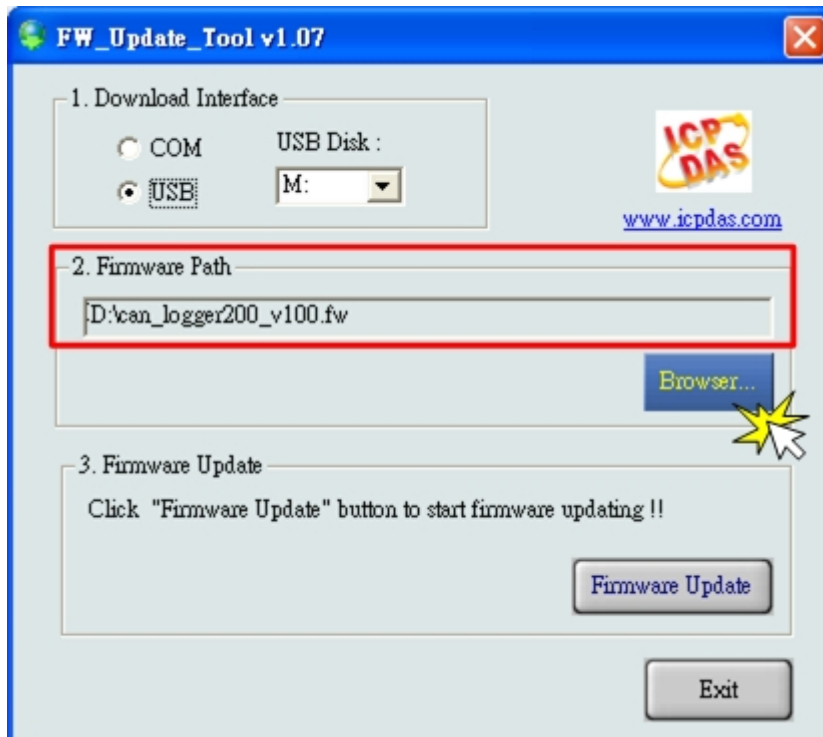 FW_Update_Tool v1.07
1. Download Interface
COM
USB Disk :
USB
M:
ICP
DAS
www.icpdas.com
2. Firmware Path
D:\can_logger200_v100.fw
Browser...
3. Firmware Update
Click "Firmware Update" button to start firmware updating !!
Firmware Update
Exit